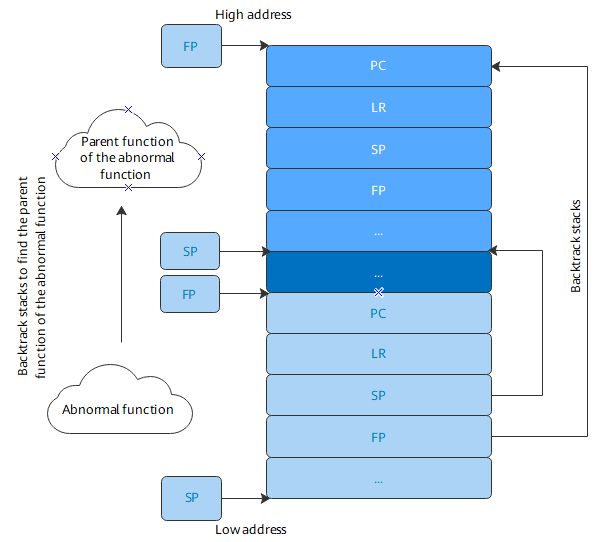 High address
FP
PC
LR
SP
FP
...
Parent function
of the abnormal
function
Backtrack stacks to find the parent
function of the abnormal function
SP
FP
...
PC
LR
SP
FP
...
Abnormal function
SP
Low address
Backtrack stacks